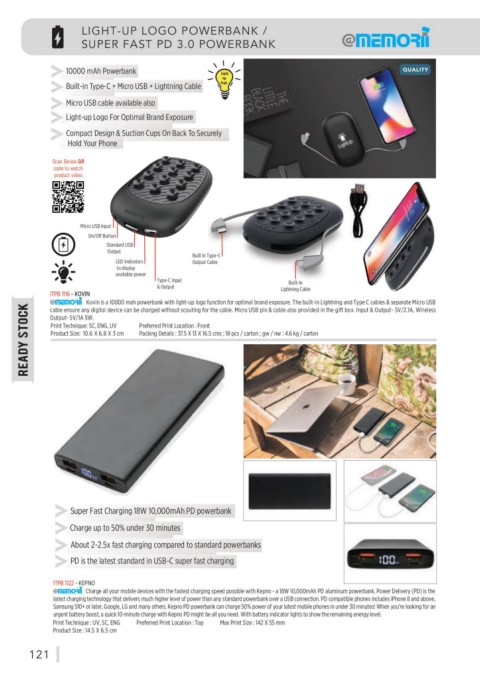 LIGHT-UP LOGO POWERBANK /
SUPER FAST PD 3.0 POWERBANK
@memorii
10000 mAh Powerbank
Built-in Type-C + Micro USB + Lightning Cable
Micro USB cable available also
Light-up Logo For Optimal Brand Exposure
Compact Design & Suction Cups On Back To Securely
Hold Your Phone
Light
Up
QUALITY
LightUp
Scan Below QR
code to watch
product video
Micro USB Input
On/Off Button
Standard USB
Output
LED indicators
to display
available power
Type-C Input
& Output
Built in Type-C
Output Cable
Built-in
Lightning Cable
ITPB 1116 - KOVIN
@memorii Kovin is a 10000 mah powerbank with light-up logo function for optimal brand exposure. The built-in Lightning and Type C cables & separate Micro USB
cable ensure any digital device can be charged without scouting for the cable. Micro USB pin & cable also provided in the gift box. Input & Output- 5V/2.1A, Wireless
Output- 5V/1A 5W.
Print Technique: SC, ENG, UV Preferred Print Location : Front
Product Size: 10.6 X 6.8 X 3 cm Packing Details : 37.5 X 13 X 16.5 cms ; 18 pcs / carton ; gw / nw : 4.6 kg / carton
READY STOCK
100
Super Fast Charging 18W 10,000mAh PD powerbank
Charge up to 50% under 30 minutes
About 2-2.5x fast charging compared to standard powerbanks
PD is the latest standard in USB-C super fast charging
100
ITPB 1122 - KEPNO
@memorii Charge all your mobile devices with the fastest charging speed possible with Kepno - a 18W 10,000mAh PD aluminum powerbank. Power Delivery (PD) is the
latest charging technology that delivers much higher level of power than any standard powerbank over a USB connection. PD compatible phones includes iPhone 8 and above,
Samsung S10+ or later, Google, LG and many others. Kepno PD powerbank can charge 50% power of your latest mobile phones in under 30 minutes! When you're looking for an
urgent battery boost, a quick 10-minute charge with Kepno PD might be all you need. With battery indicator lights to show the remaining energy level.
Print Technique : UV, SC, ENG Preferred Print Location : Top Max Print Size : 142 X 55 mm
Product Size : 14.5 X 6.5 cm
121